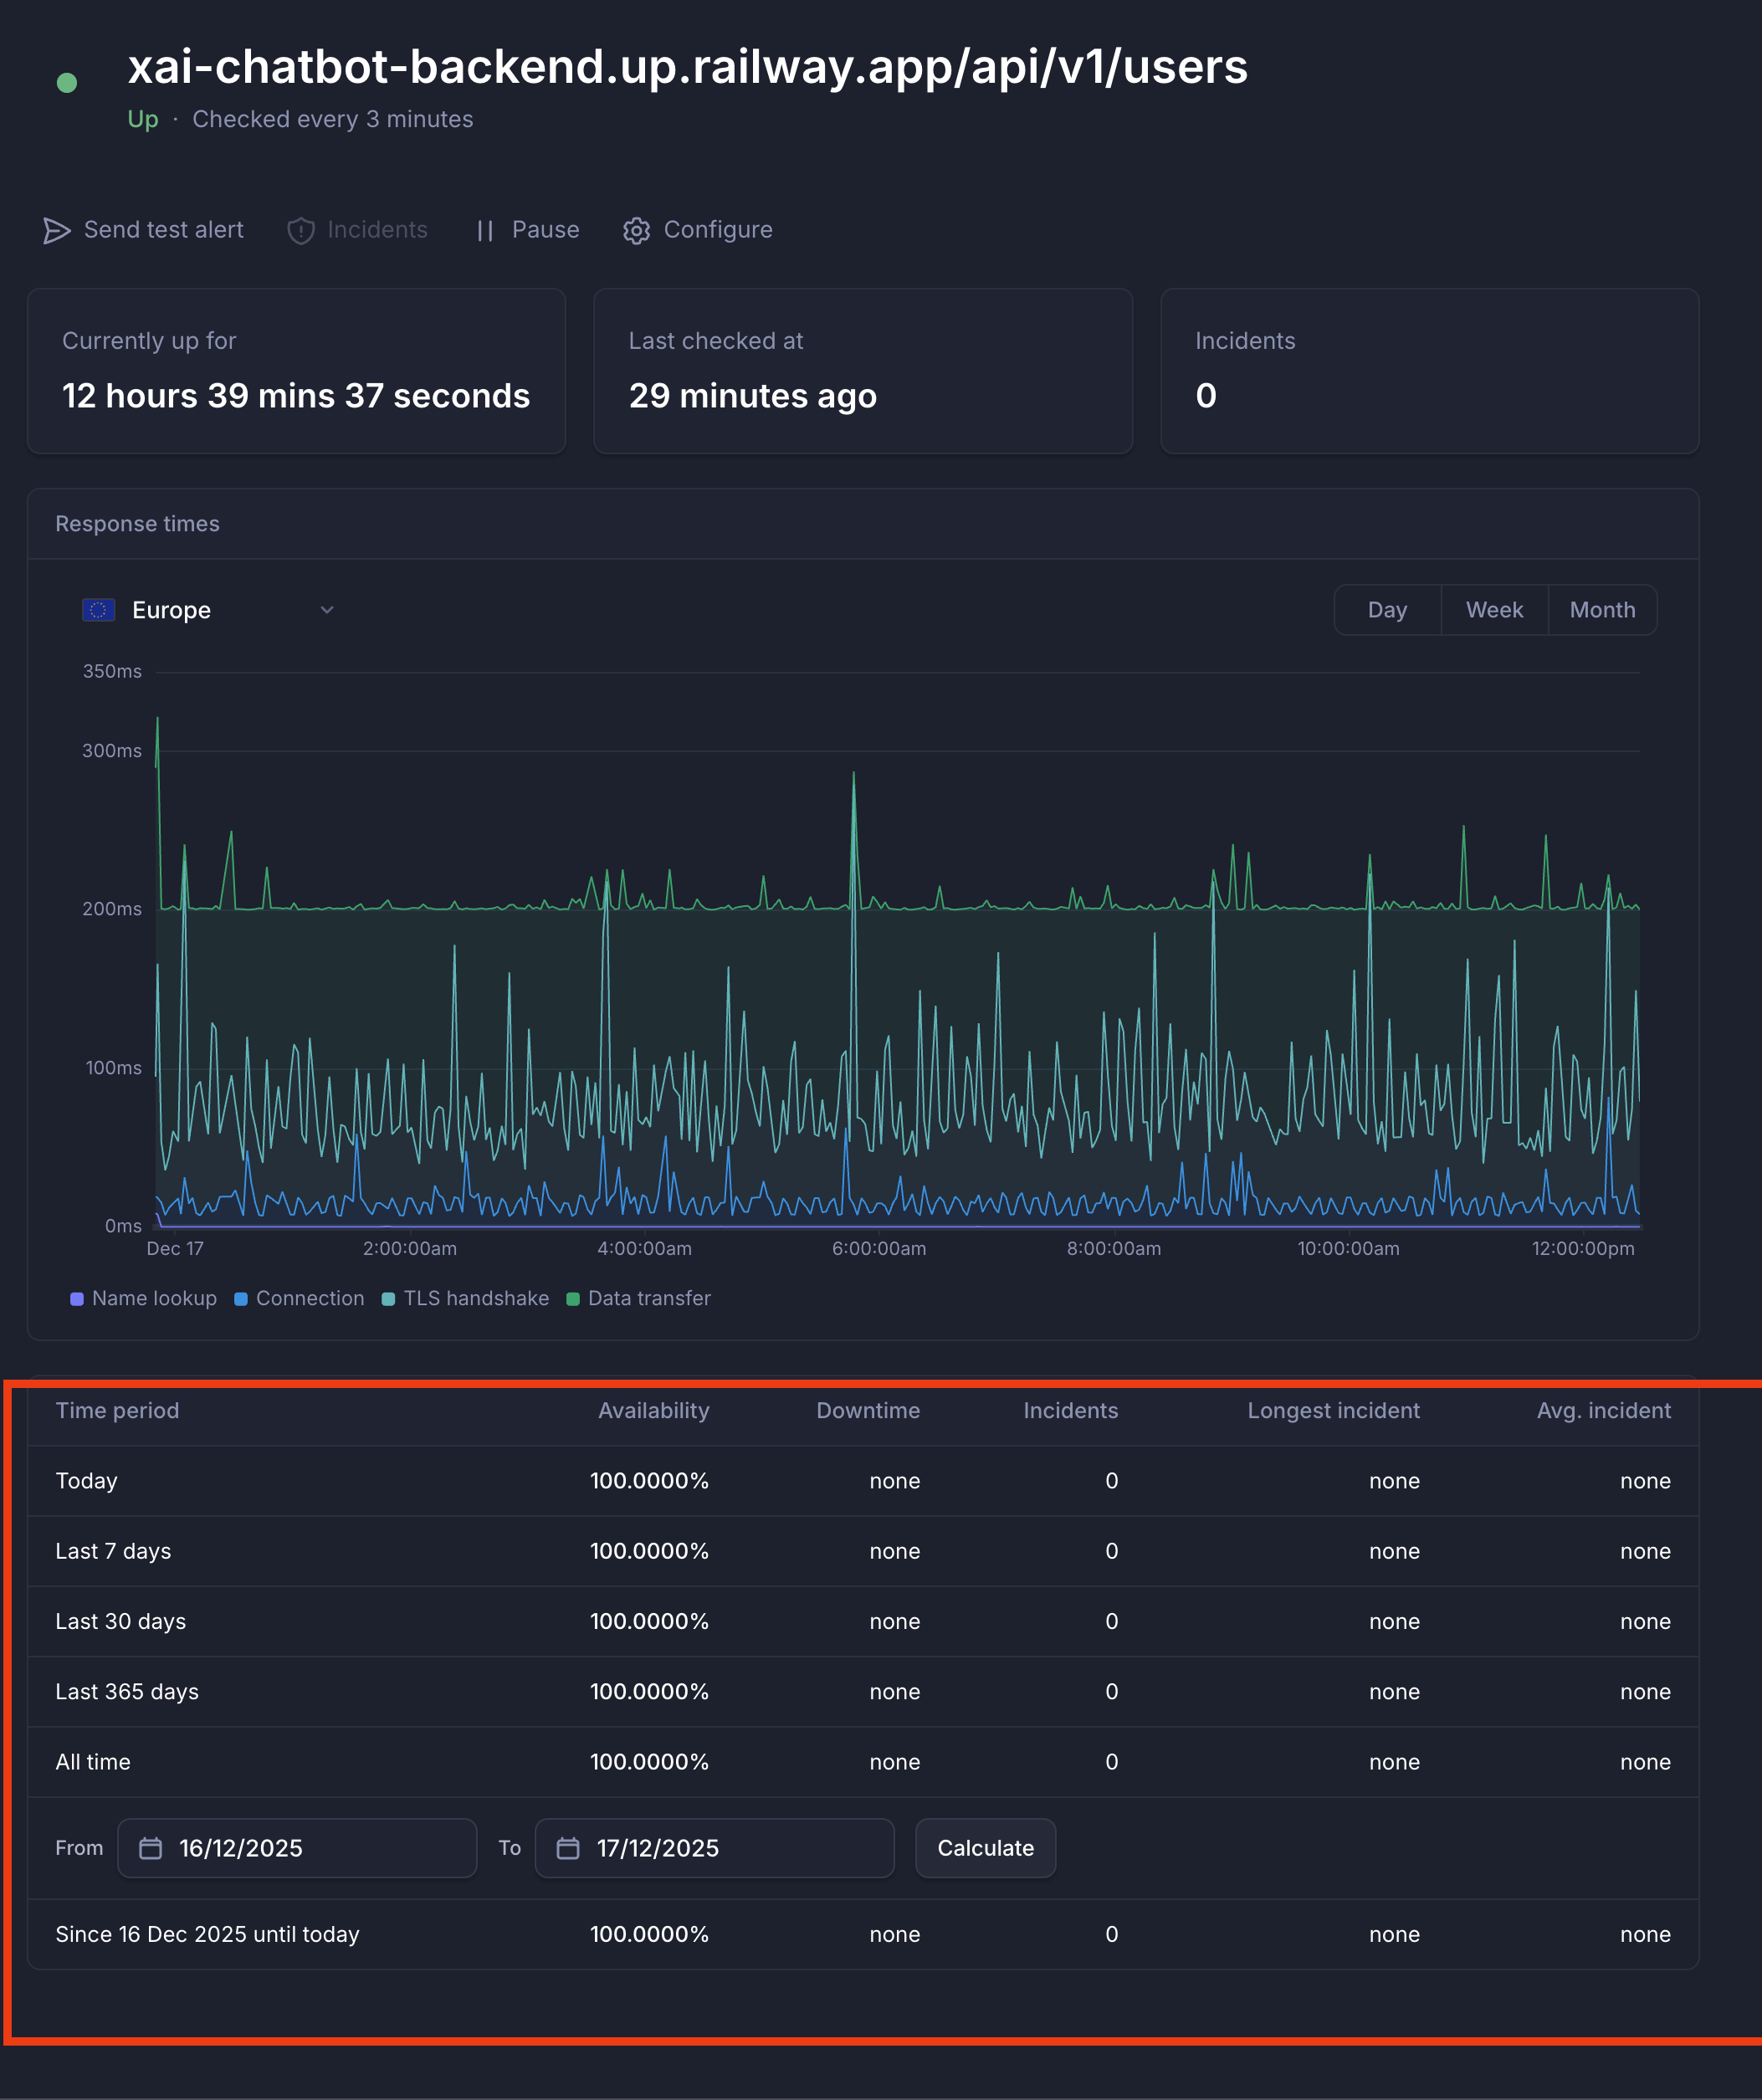 xai-chatbot-backend.up.railway.app/api/v1/users
Up · Checked every 3 minutes
Send test alert Incidents Pause Configure
Currently up for
12 hours 39 mins 37 seconds
Last checked at
29 minutes ago
Incidents
0
Response times
Europe
Day Week Month
350ms
300ms
200ms
100ms
0ms
Dec 17 2:00:00am 4:00:00am 6:00:00am 8:00:00am 10:00:00am 12:00:00pm
Name lookup Connection TLS handshake Data transfer
Time period Availability Downtime Incidents Longest incident Avg. incident
Today 100.0000% none 0 none none
Last 7 days 100.0000% none 0 none none
Last 30 days 100.0000% none 0 none none
Last 365 days 100.0000% none 0 none none
All time 100.0000% none 0 none none
From 16/12/2025 To 17/12/2025 Calculate
Since 16 Dec 2025 until today 100.0000% none 0 none none